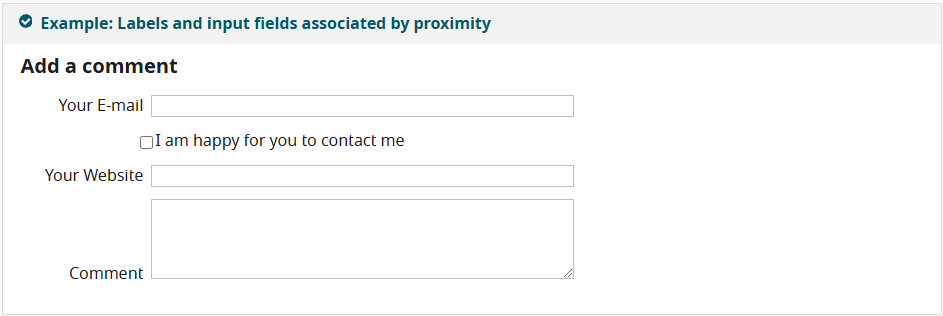 Example: Labels and input fields associated by proximity
Add a comment
Your E-mail
I am happy for you to contact me
Your Website
Comment